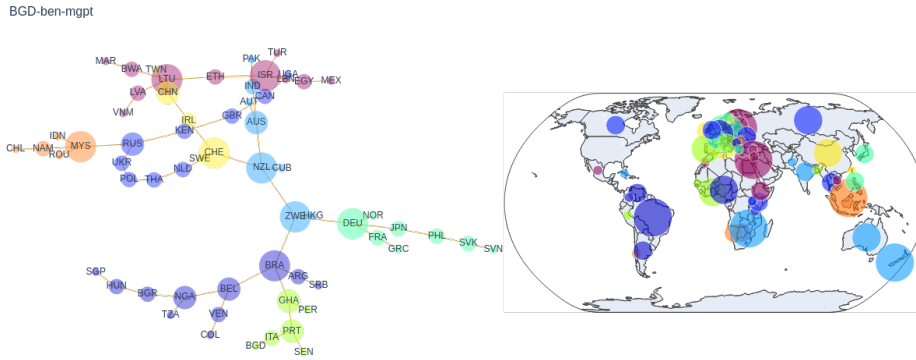 BGD-ben-mgpt
TUR
PAK
MAR
BWA
TWN
LTU
ETH
ISR
UGA
LBN
EGY
MEX
IND
LVA
CHN
CAN
AUT
VNM
GBR
IRL
AUS
KEN
IDN
MYS
RUS
CHL
NAM
ROU
CHE
SWE
UKR
NLD
NZL
CUB
POL
THA
ZWE
HKG
NOR
DEU
JPN
FRA
PHL
GRC
SVK
SVN
BRA
SGP
ARG
HUN
SRB
BGR
NGA
BEL
GHA
PER
TZA
VEN
COL
PRT
ITA
BGD
SEN